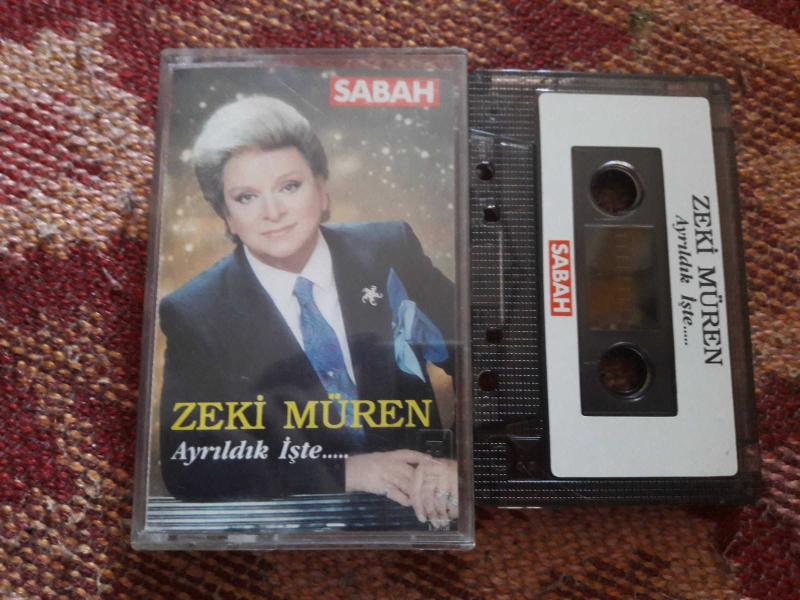 SABAH
ZEKİ MÜREN
Ayrıldık İşte.....
ZEKİ MÜREN
Ayrıldık İşte.....
SABAH